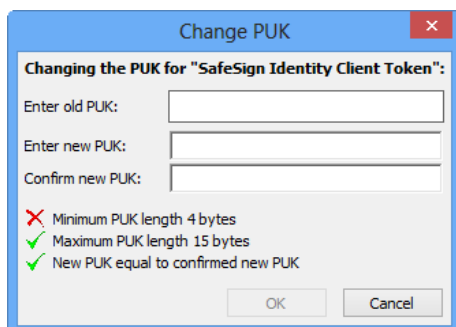 Change PUK
Changing the PUK for "SafeSign Identity Client Token":
Enter old PUK:
Enter new PUK:
Confirm new PUK:
Minimum PUK length 4 bytes
Maximum PUK length 15 bytes
New PUK equal to confirmed new PUK
OK Cancel